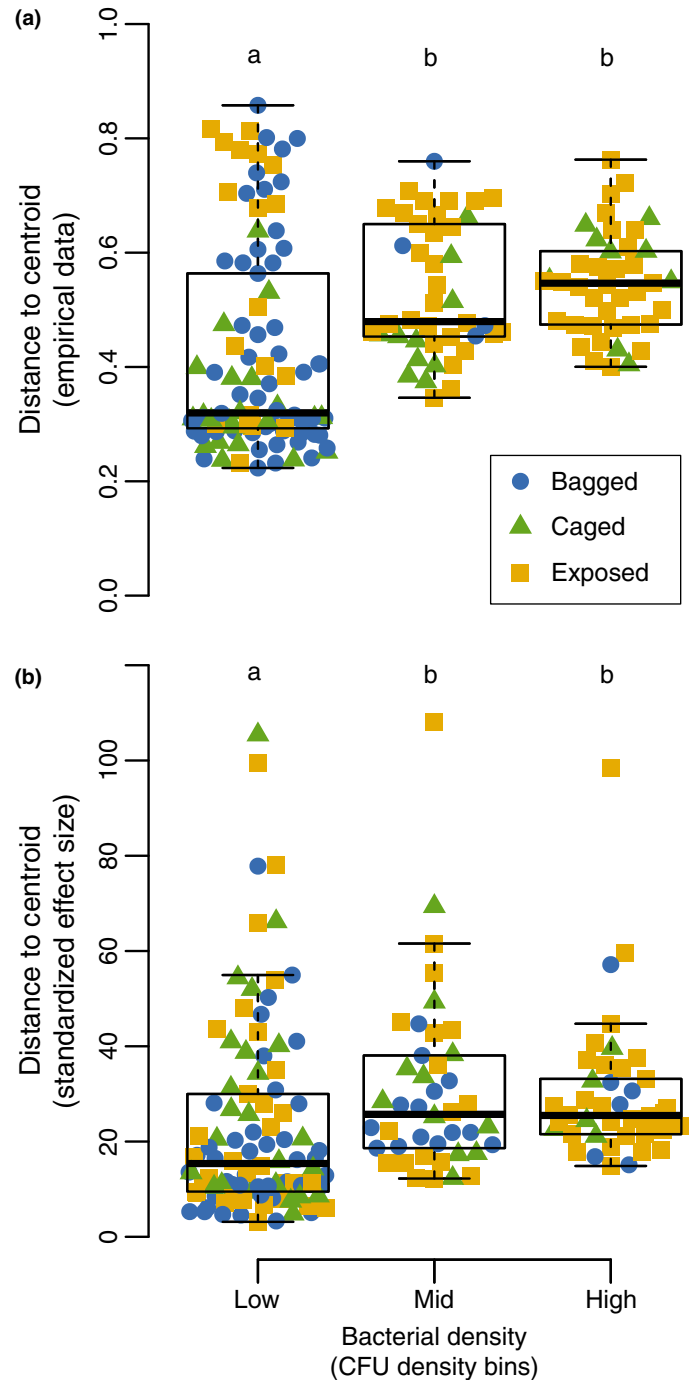 (a)
Distance to centroid
(empirical data)
1.0
0.8
0.6
0.4
0.2
0.0
a b b
Bagged
Caged
Exposed
(b)
Distance to centroid
(standardized effect size)
100
80
60
40
20
0
a b b
Low Mid High
Bacterial density
(CFU density bins)